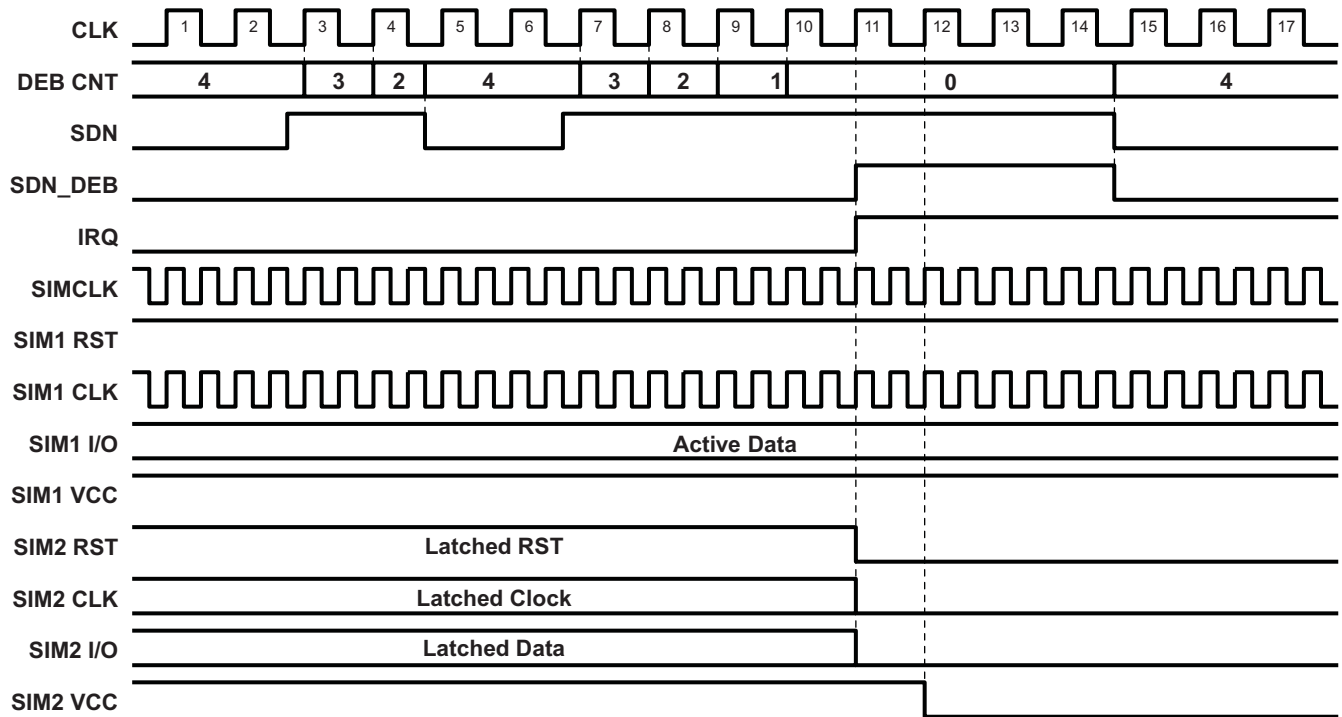 CLK 1 2 3 4 5 6 7 8 9 10 11 12 13 14 15 16 17
DEB CNT 4 3 2 4 3 2 1 0 4
SDN
SDN_DEB
IRQ
SIMCLK
SIM1 RST
SIM1 CLK
SIM1 I/O Active Data
SIM1 VCC
SIM2 RST Latched RST
SIM2 CLK Latched Clock
SIM2 I/O Latched Data
SIM2 VCC